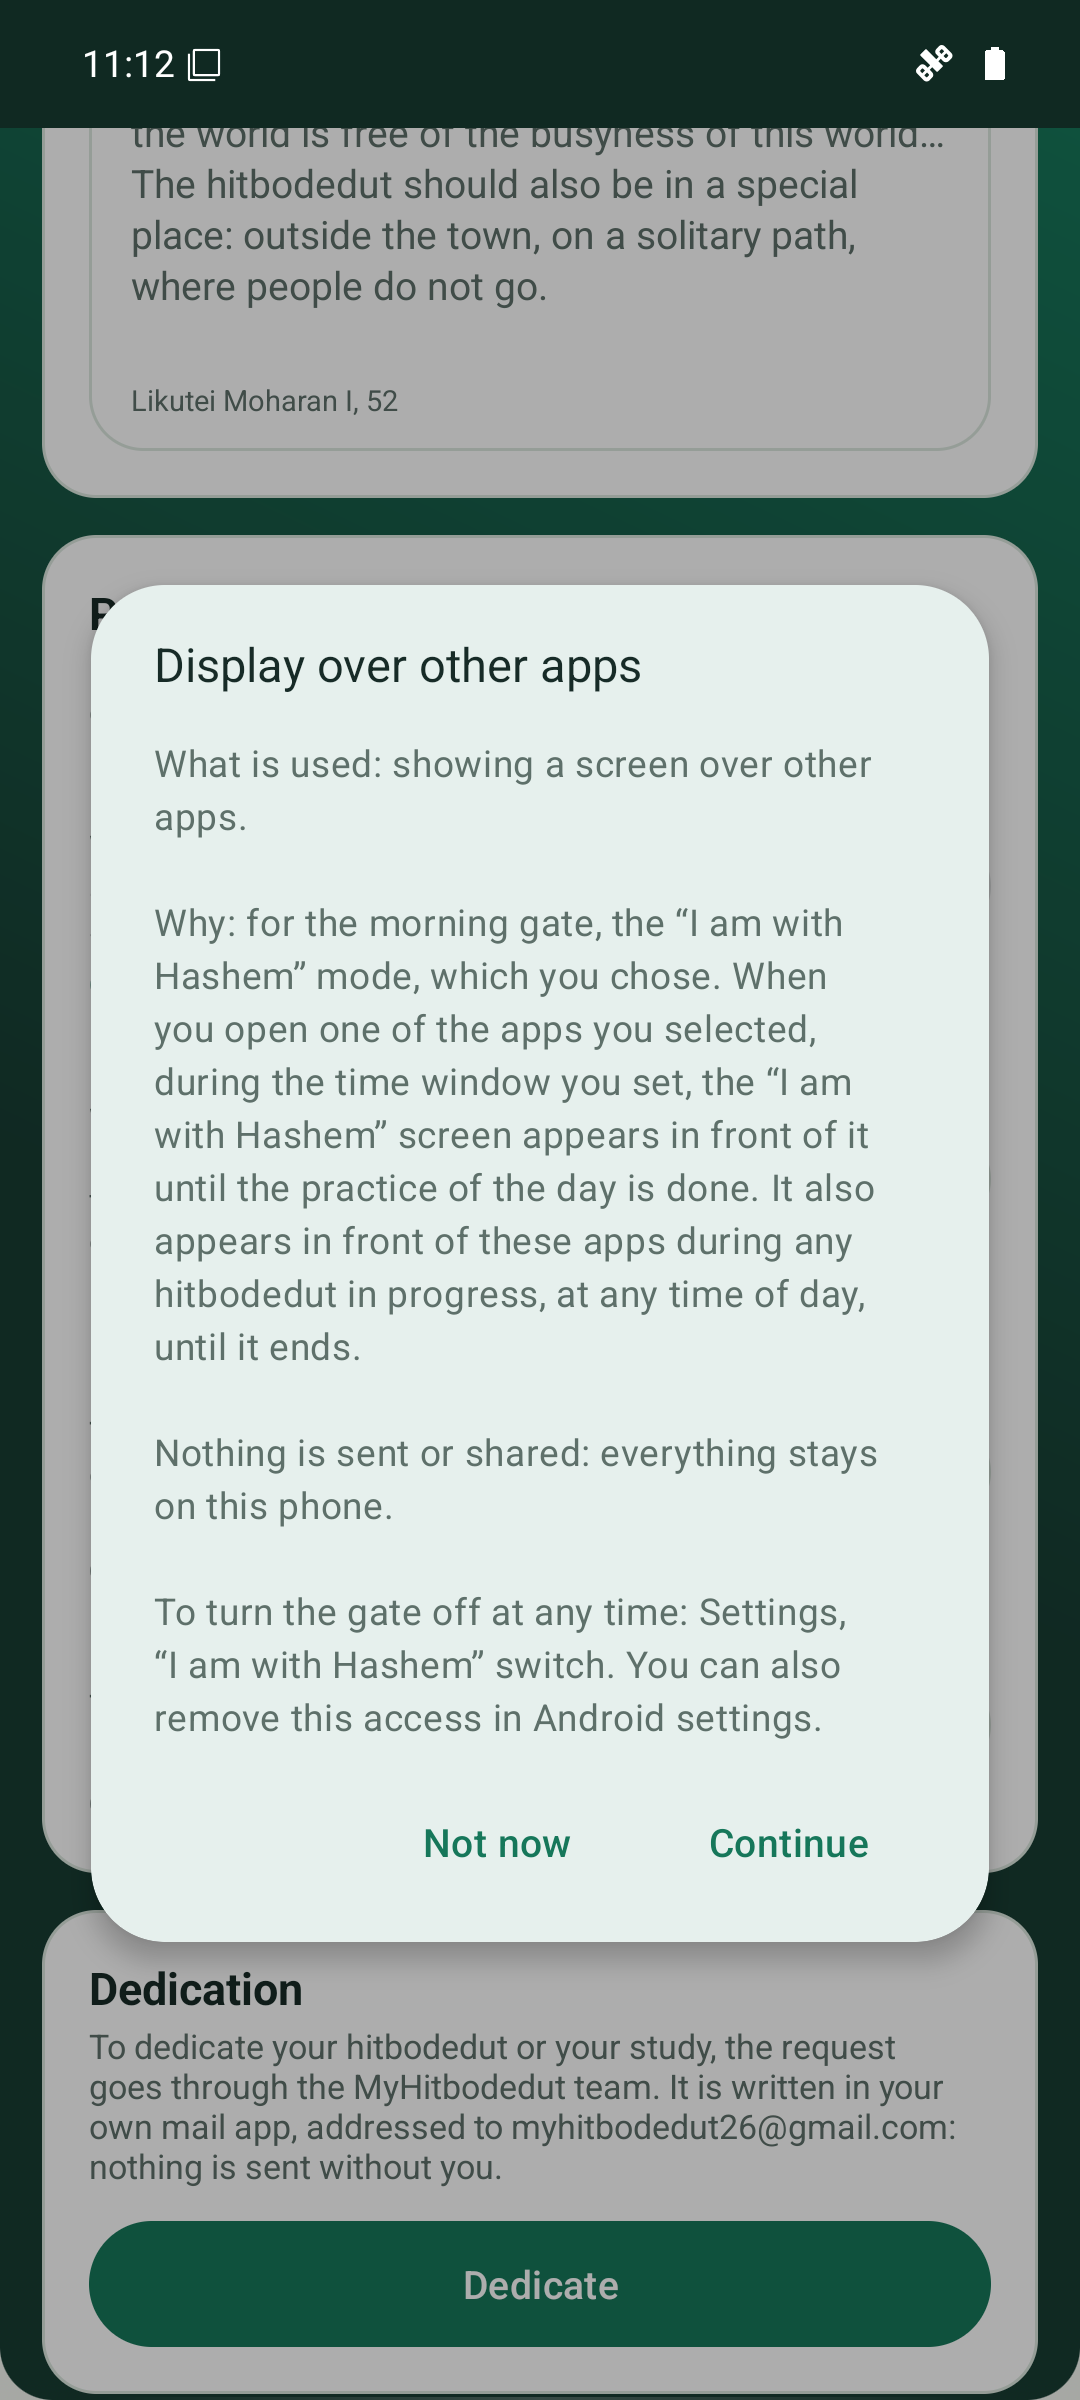 11:12
the world is free of the busyness of this world...
The hitbodedut should also be in a special
place: outside the town, on a solitary path,
where people do not go.
Likutei Moharan I, 52
Display over other apps
What is used: showing a screen over other
apps.
Why: for the morning gate, the “I am with
Hashem” mode, which you chose. When
you open one of the apps you selected,
during the time window you set, the “I am
with Hashem” screen appears in front of it
until the practice of the day is done. It also
appears in front of these apps during any
hitbodedut in progress, at any time of day,
until it ends.
Nothing is sent or shared: everything stays
on this phone.
To turn the gate off at any time: Settings,
“I am with Hashem” switch. You can also
remove this access in Android settings.
Not now
Continue
Dedication
To dedicate your hitbodedut or your study, the request
goes through the MyHitbodedut team. It is written in your
own mail app, addressed to myhitbodedut26@gmail.com:
nothing is sent without you.
Dedicate